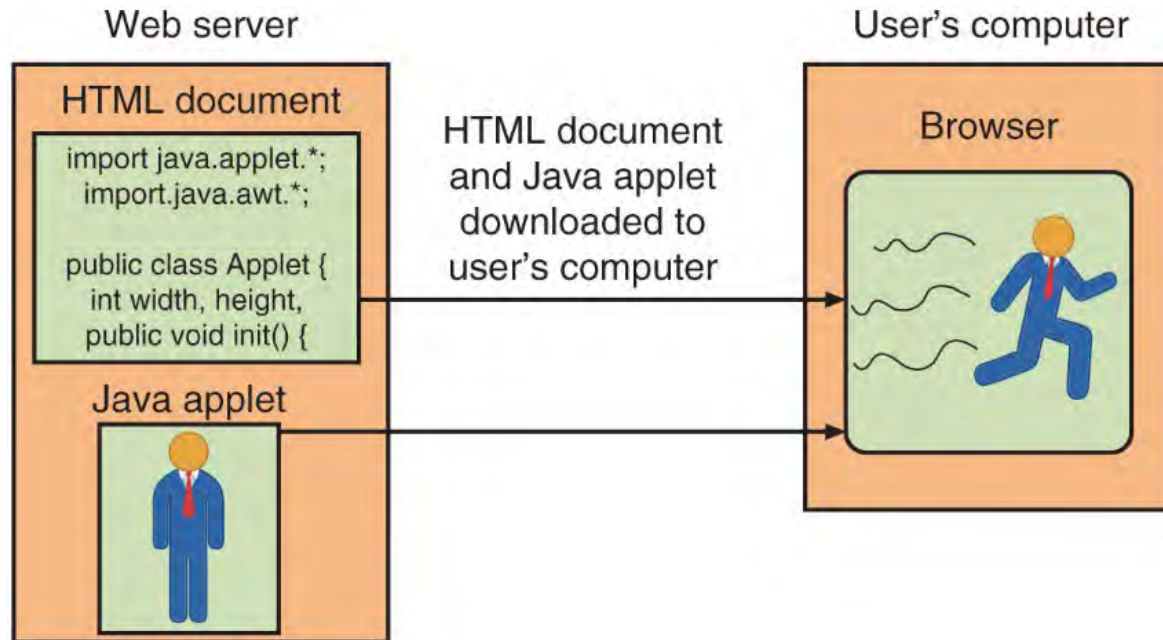 Web server
HTML document
import java.applet.*;
import.java.awt.*;
public class Applet {
int width, height,
public void init() {
Java applet
HTML document
and Java applet
downloaded to
user's computer
User's computer
Browser